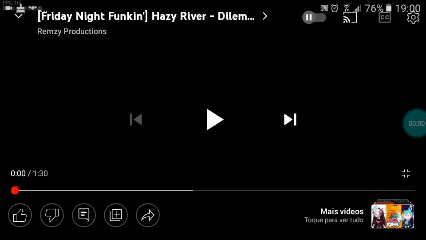 76% 19:00
[Friday Night Funkin'] Hazy River - Dilem...
Remzy Productions
00:00
0:00 / 1:30
Mais vídeos
Toque para ver tudo